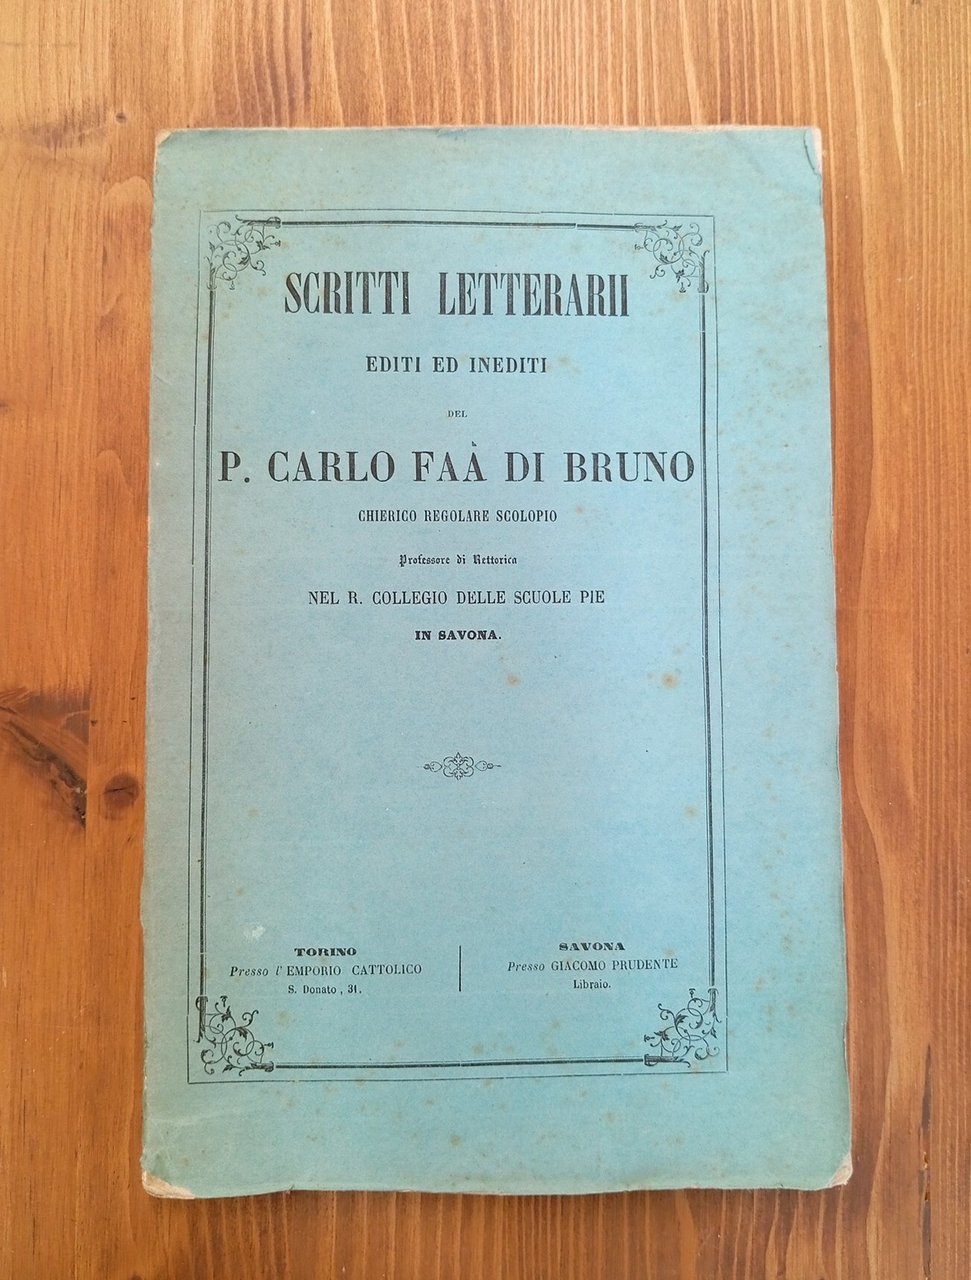 SCRITTI LETTERARII
EDITI ED INEDITI
DEL
P. CARLO FAÀ DI BRUNO
CHIERICO REGOLARE SCOLOPIO
Professore di Rettorica
NEL R. COLLEGIO DELLE SCUOLE PIE
IN SAVONA.
TORINO
Presso l'EMPORIO CATTOLICO
S. Donato, 31.
SAVONA
Presso GIACOMO PRUDENTE
Libraio.